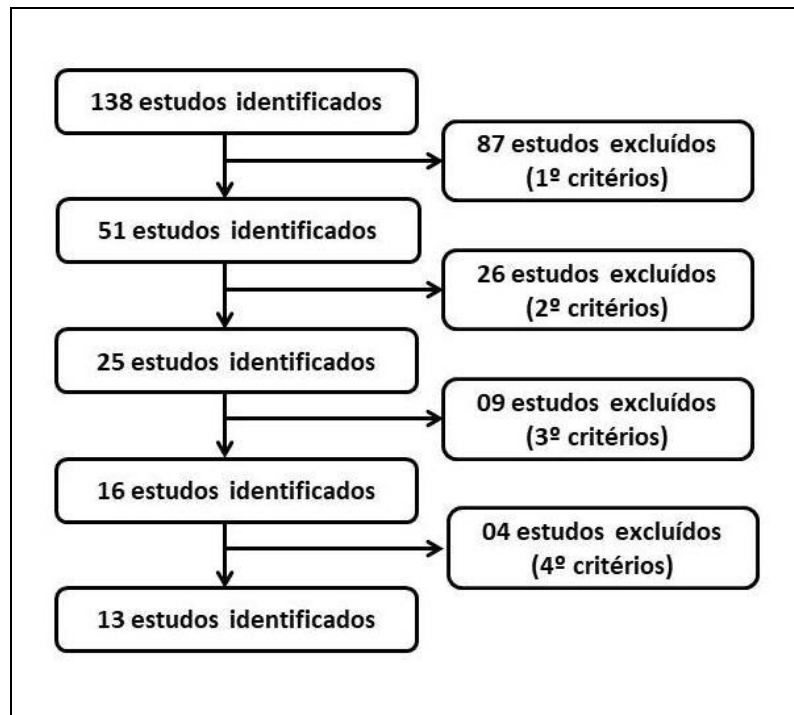 138 estudos identificados
87 estudos excluídos
(1º critérios)
51 estudos identificados
26 estudos excluídos
(2º critérios)
25 estudos identificados
09 estudos excluídos
(3º critérios)
16 estudos identificados
04 estudos excluídos
(4º critérios)
13 estudos identificados